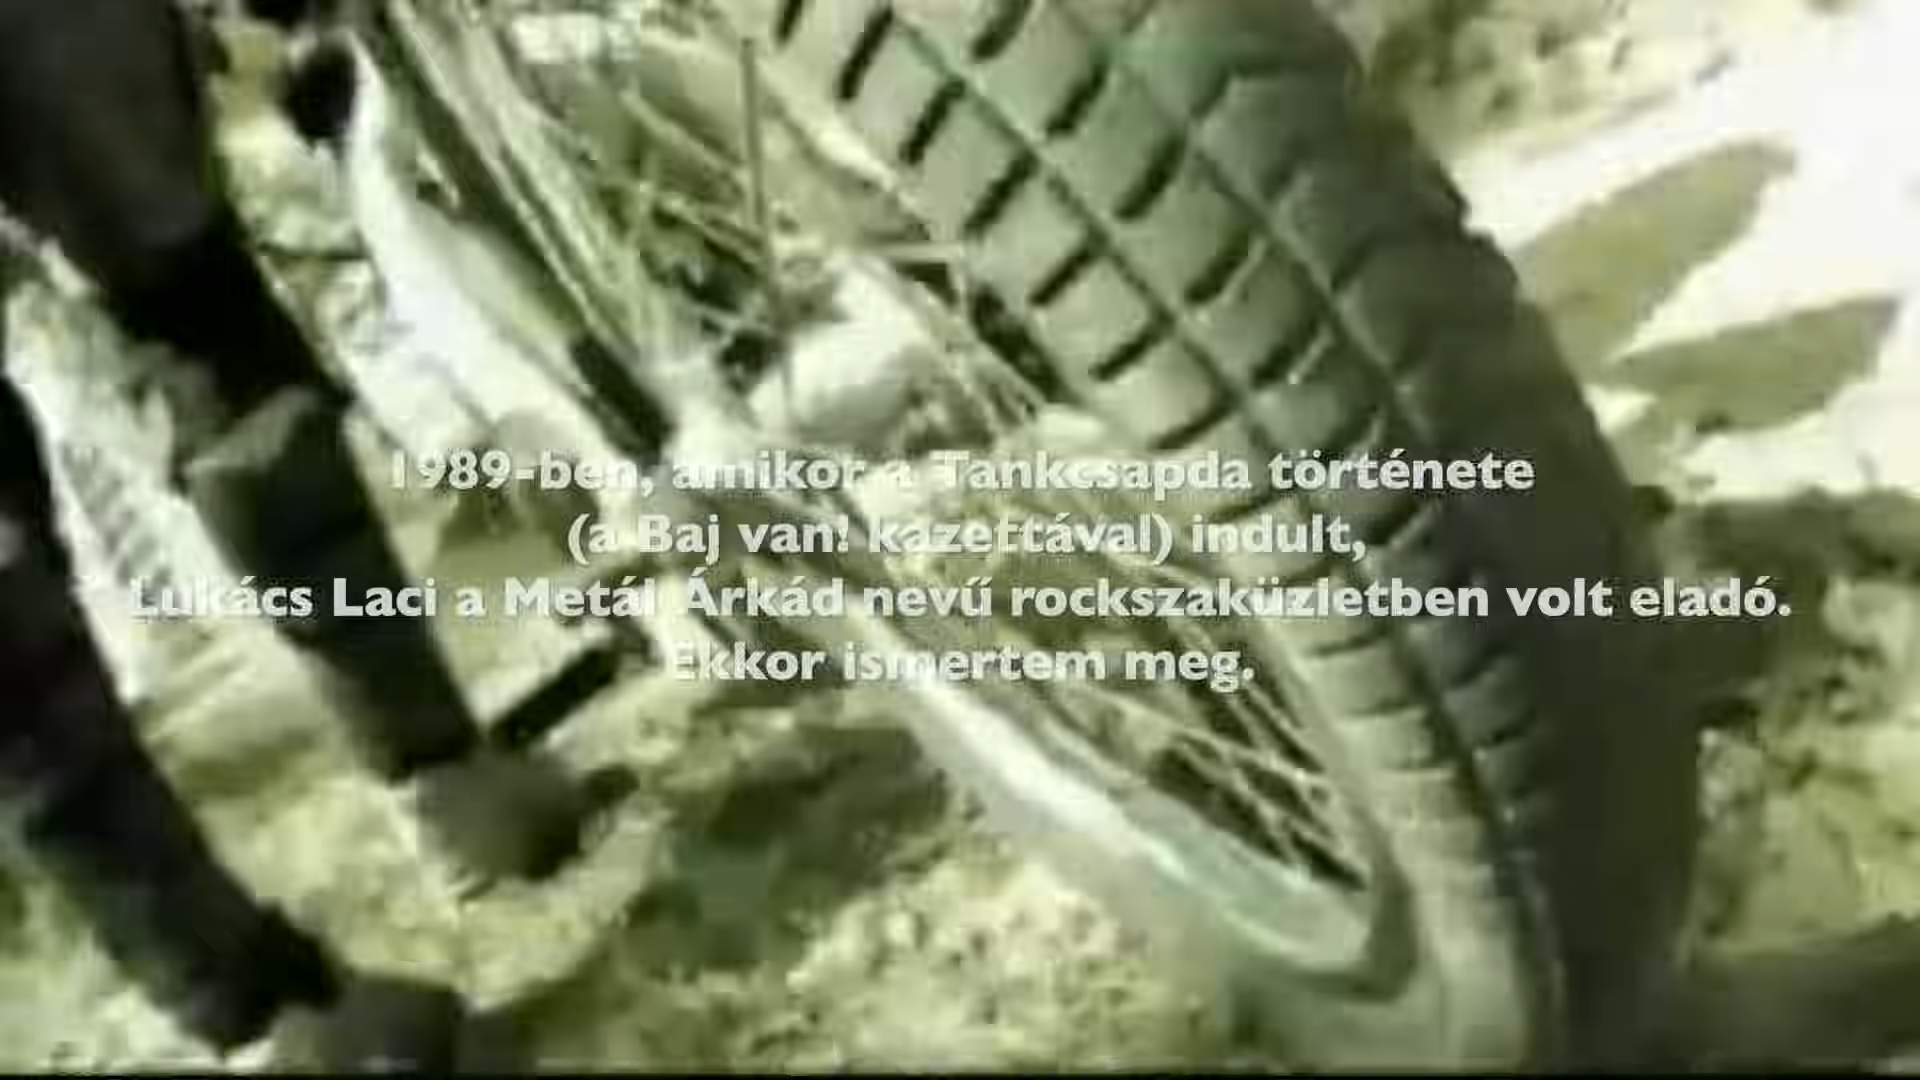 1989-ben, amikor a Tankcsapda története
(a Baj van! kazettával) indult,
Lukács Laci a Metál Árkád nevű rockszaküzletben volt eladó.
Ekkor ismertem meg.